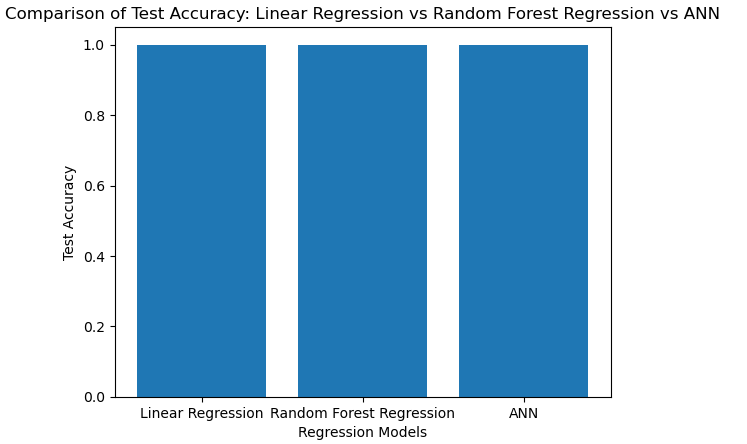 Comparison of Test Accuracy: Linear Regression vs Random Forest Regression vs ANN
1.0
0.8
0.6
0.4
0.2
0.0
Test Accuracy
Linear Regression
Random Forest Regression
ANN
Regression Models